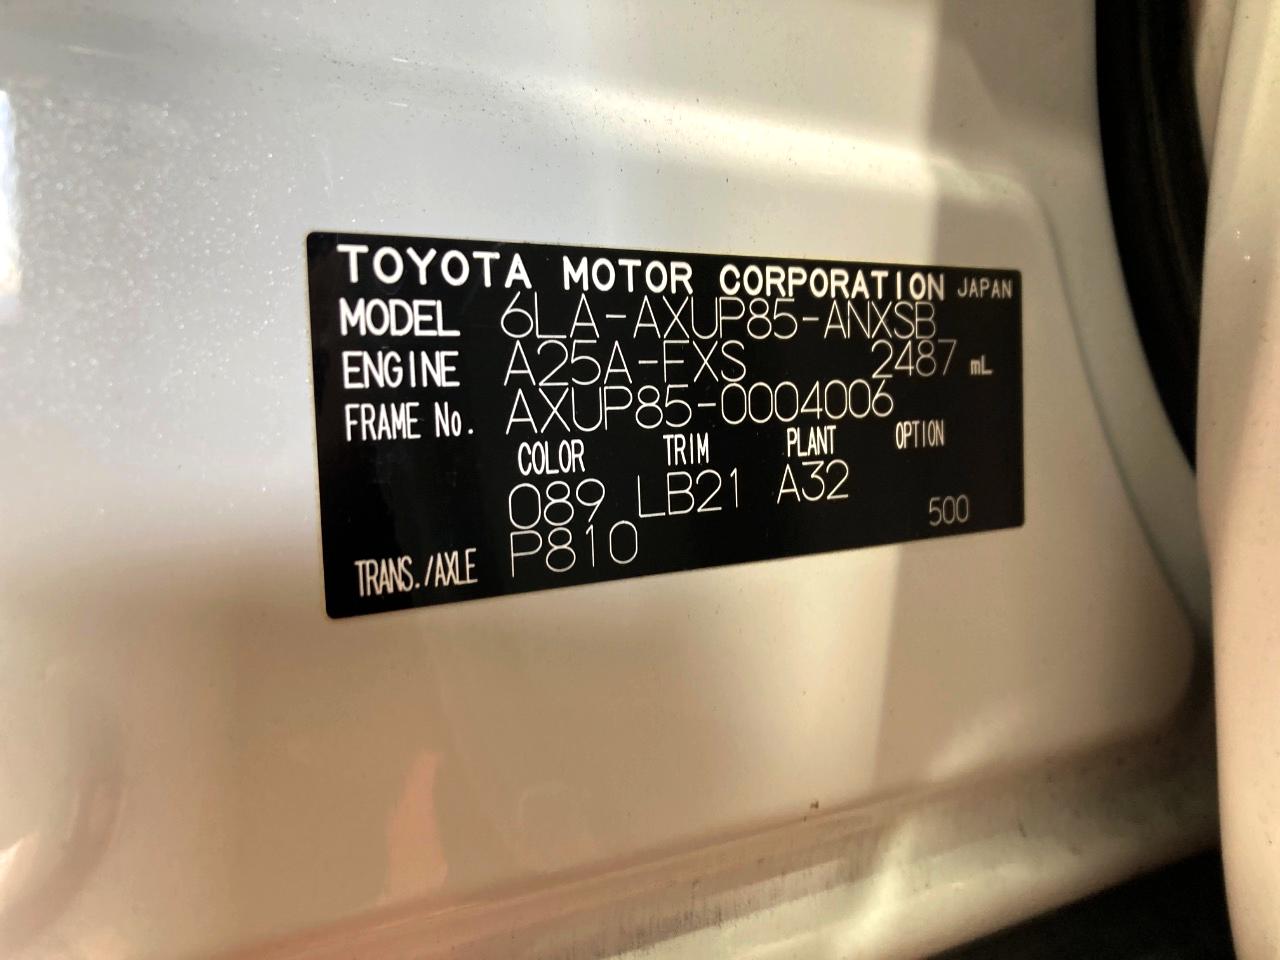 TOYOTA MOTOR CORPORATION JAPAN
MODEL 6LA-AXUP85-ANXSB
ENGINE A25A-FXS 2487 mL
FRAME No. AXUP85-0004006
COLOR TRIM PLANT OPTION
089 LB21 A32
TRANS./AXLE P810 500